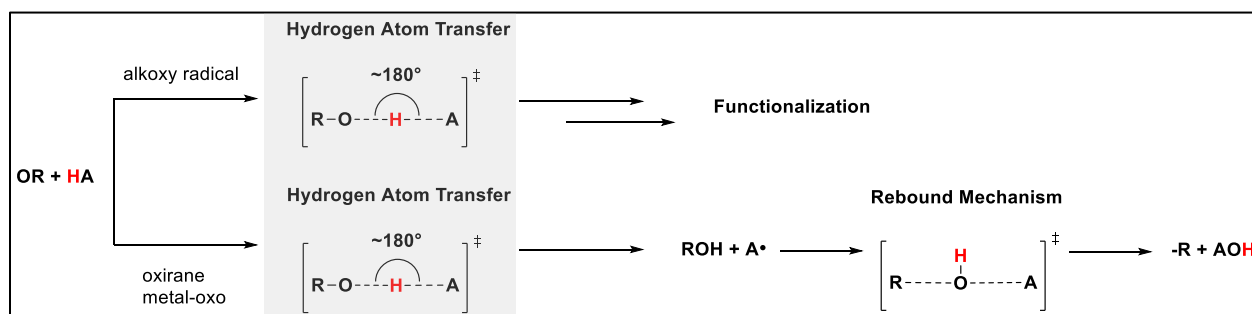 Hydrogen Atom Transfer
alkoxy radical
~180°
‡
R–O----H----A
Functionalization
OR + HA
Hydrogen Atom Transfer
Rebound Mechanism
~180°
‡
R–O----H----A
ROH + A•
H
R------O------A
‡
-R + AOH
oxirane
metal-oxo